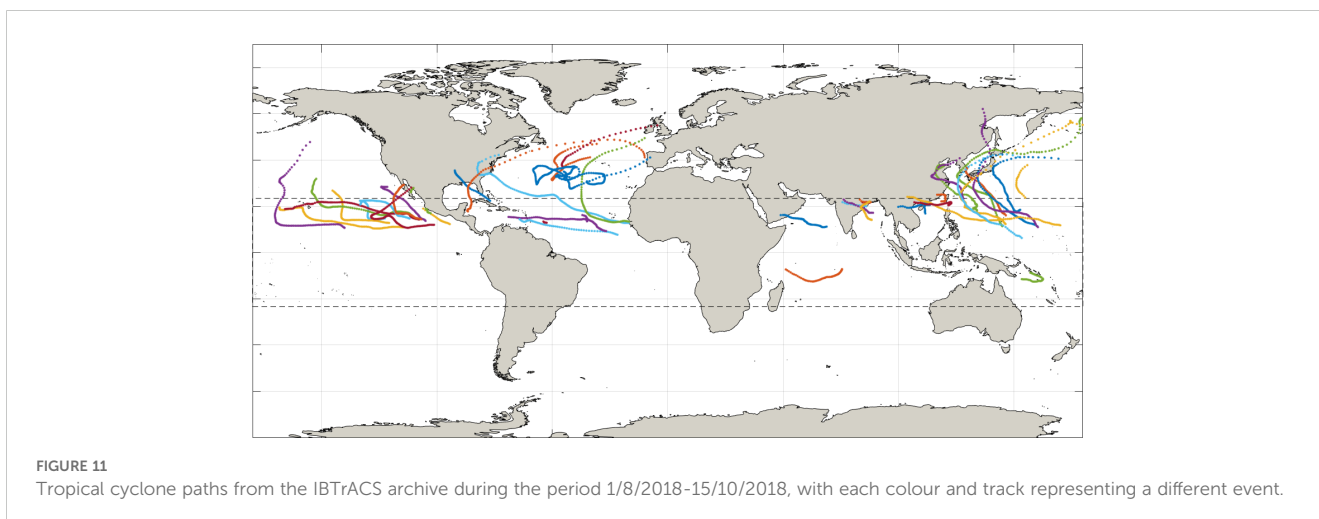 FIGURE 11
Tropical cyclone paths from the IBTrACS archive during the period 1/8/2018-15/10/2018, with each colour and track representing a different event.